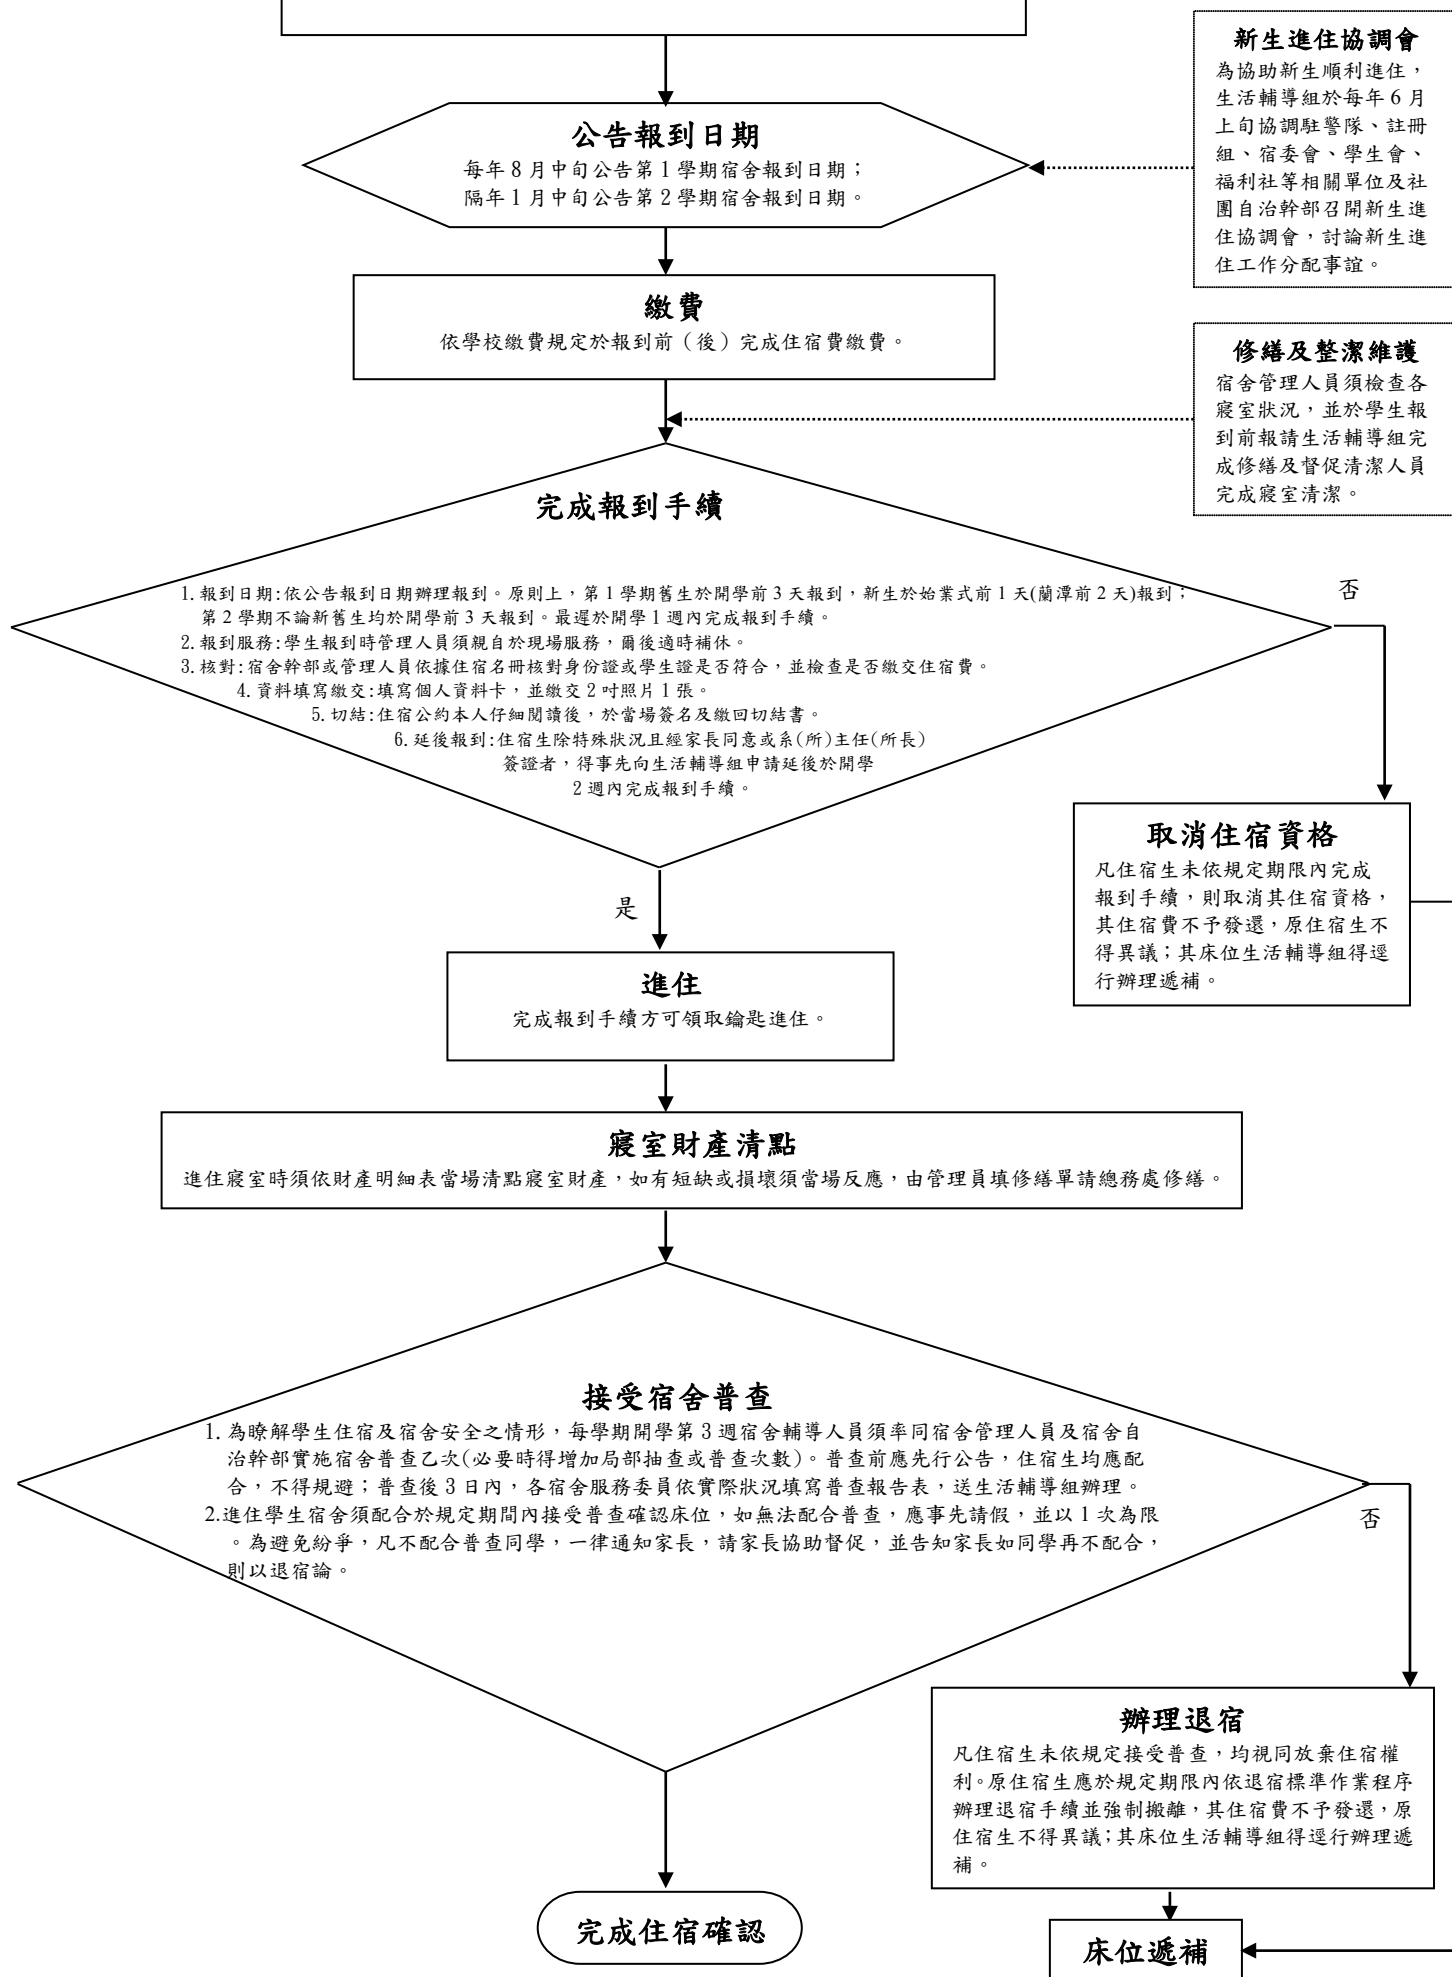 新生進住協調會
為協助新生順利進住，
生活輔導組於每年 6 月
上旬協調駐警隊、註冊
組、宿委會、學生會、
福利社等相關單位及社
團自治幹部召開新生進
住協調會，討論新生進
住工作分配事誼。
公告報到日期
每年 8 月中旬公告第 1 學期宿舍報到日期；
隔年 1 月中旬公告第 2 學期宿舍報到日期。
繳費
依學校繳費規定於報到前（後）完成住宿費繳費。
修繕及整潔維護
宿舍管理人員須檢查各
寢室狀況，並於學生報
到前報請生活輔導組完
成修繕及督促清潔人員
完成寢室清潔。
完成報到手續
1. 報到日期:依公告報到日期辦理報到。原則上，第 1 學期舊生於開學前 3 天報到，新生於始業式前 1 天(蘭潭前 2 天)報到；
第 2 學期不論新舊生均於開學前 3 天報到。最遲於開學 1 週內完成報到手續。
2. 報到服務:學生報到時管理人員須親自於現場服務，爾後適時補休。
3. 核對:宿舍幹部或管理人員依據住宿名冊核對身份證或學生證是否符合，並檢查是否繳交住宿費。
4. 資料填寫繳交:填寫個人資料卡，並繳交 2 吋照片 1 張。
5. 切結:住宿公約本人仔細閱讀後，於當場簽名及繳回切結書。
6. 延後報到:住宿生除特殊狀況且經家長同意或系(所)主任(所長)
簽證者，得事先向生活輔導組申請延後於開學
2 週內完成報到手續。
否
取消住宿資格
凡住宿生未依規定期限內完成
報到手續，則取消其住宿資格，
其住宿費不予發還，原住宿生不
得異議；其床位生活輔導組得逕
行辦理遞補。
是
進住
完成報到手續方可領取鑰匙進住。
寢室財產清點
進住寢室時須依財產明細表當場清點寢室財產，如有短缺或損壞須當場反應，由管理員填修繕單請總務處修繕。
接受宿舍普查
1. 為瞭解學生住宿及宿舍安全之情形，每學期開學第 3 週宿舍輔導人員須率同宿舍管理人員及宿舍自
治幹部實施宿舍普查乙次(必要時得增加局部抽查或普查次數)。普查前應先行公告，住宿生均應配
合，不得規避；普查後 3 日內，各宿舍服務委員依實際狀況填寫普查報告表，送生活輔導組辦理。
2.進住學生宿舍須配合於規定期間內接受普查確認床位，如無法配合普查，應事先請假，並以 1 次為限
。為避免紛爭，凡不配合普查同學，一律通知家長，請家長協助督促，並告知家長如同學再不配合，
則以退宿論。
否
辦理退宿
凡住宿生未依規定接受普查，均視同放棄住宿權
利。原住宿生應於規定期限內依退宿標準作業程序
辦理退宿手續並強制搬離，其住宿費不予發還，原
住宿生不得異議；其床位生活輔導組得逕行辦理遞
補。
完成住宿確認
床位遞補